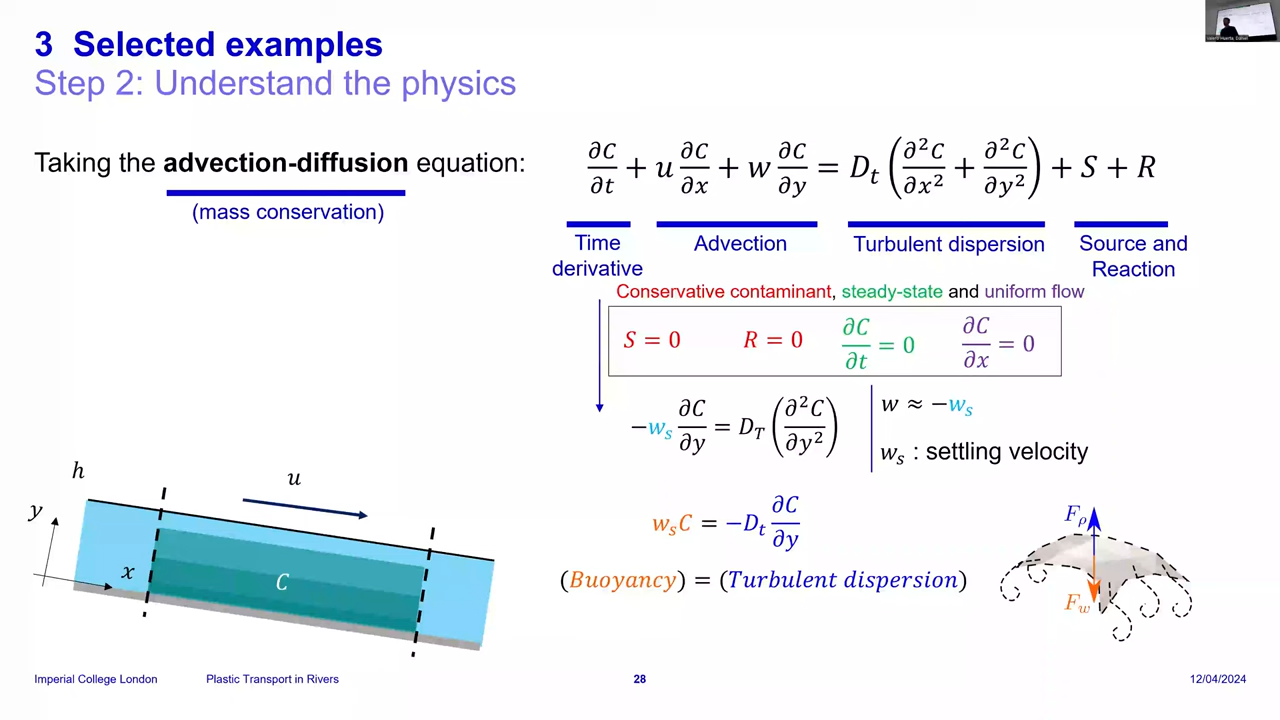 3 Selected examples
Step 2: Understand the physics
Taking the advection-diffusion equation:
(mass conservation)
∂C/∂t + u ∂C/∂x + w ∂C/∂y = D_t (∂²C/∂x² + ∂²C/∂y²) + S + R
Time derivative
Advection
Turbulent dispersion
Source and Reaction
Conservative contaminant, steady-state and uniform flow
S = 0 R = 0 ∂C/∂t = 0 ∂C/∂x = 0
−w_s ∂C/∂y = D_T (∂²C/∂y²)
w ≈ −w_s
w_s : settling velocity
w_s C = −D_t ∂C/∂y
(Buoyancy) = (Turbulent dispersion)
h
u
y
x
C
F_ρ
F_w
Imperial College London Plastic Transport in Rivers 28 12/04/2024